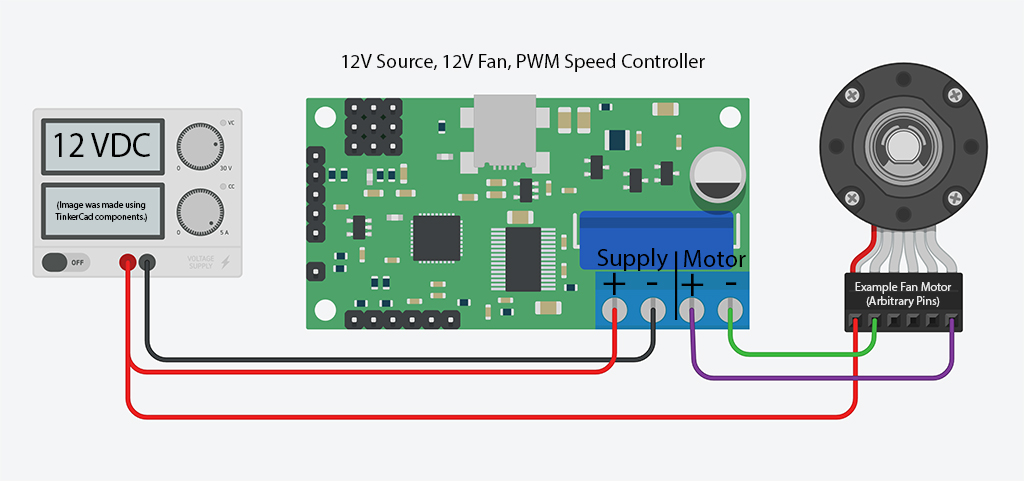 12V Source, 12V Fan, PWM Speed Controller
12 VDC
VC
0 30 V
(Image was made using
TinkerCad components.)
CC
0 5 A
OFF
VOLTAGE
SUPPLY
Supply | Motor
+ - + -
Example Fan Motor
(Arbitrary Pins)